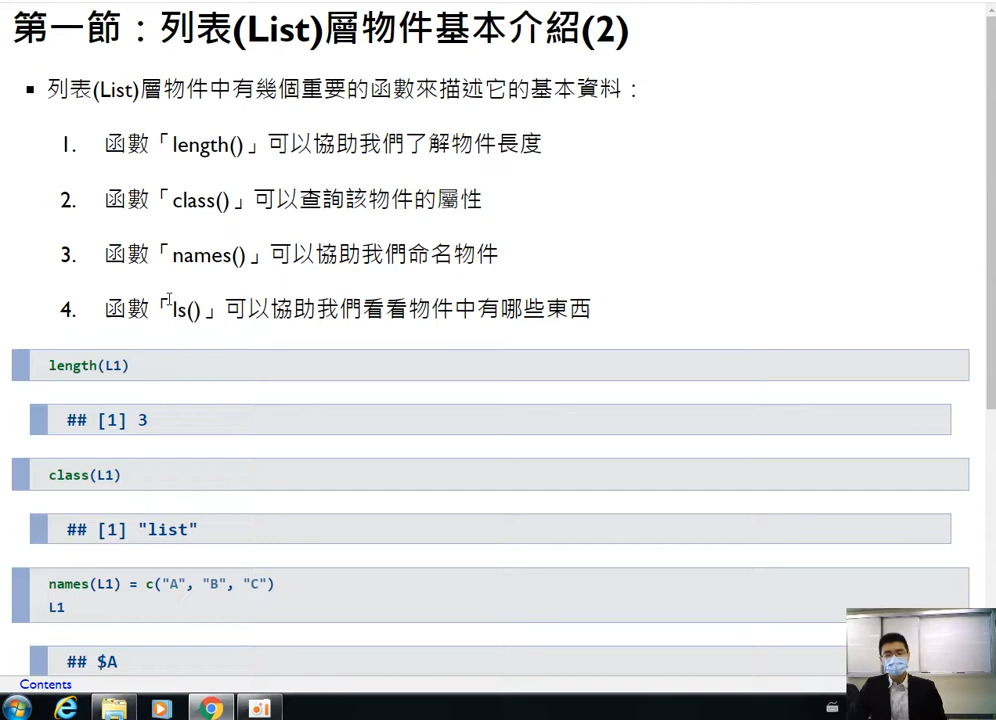 第一節：列表(List)層物件基本介紹(2)
▪ 列表(List)層物件中有幾個重要的函數來描述它的基本資料：
1. 函數「length()」可以協助我們了解物件長度
2. 函數「class()」可以查詢該物件的屬性
3. 函數「names()」可以協助我們命名物件
4. 函數「ls()」可以協助我們看看物件中有哪些東西
length(L1)
## [1] 3
class(L1)
## [1] "list"
names(L1) = c("A", "B", "C")
L1
## $A
Contents